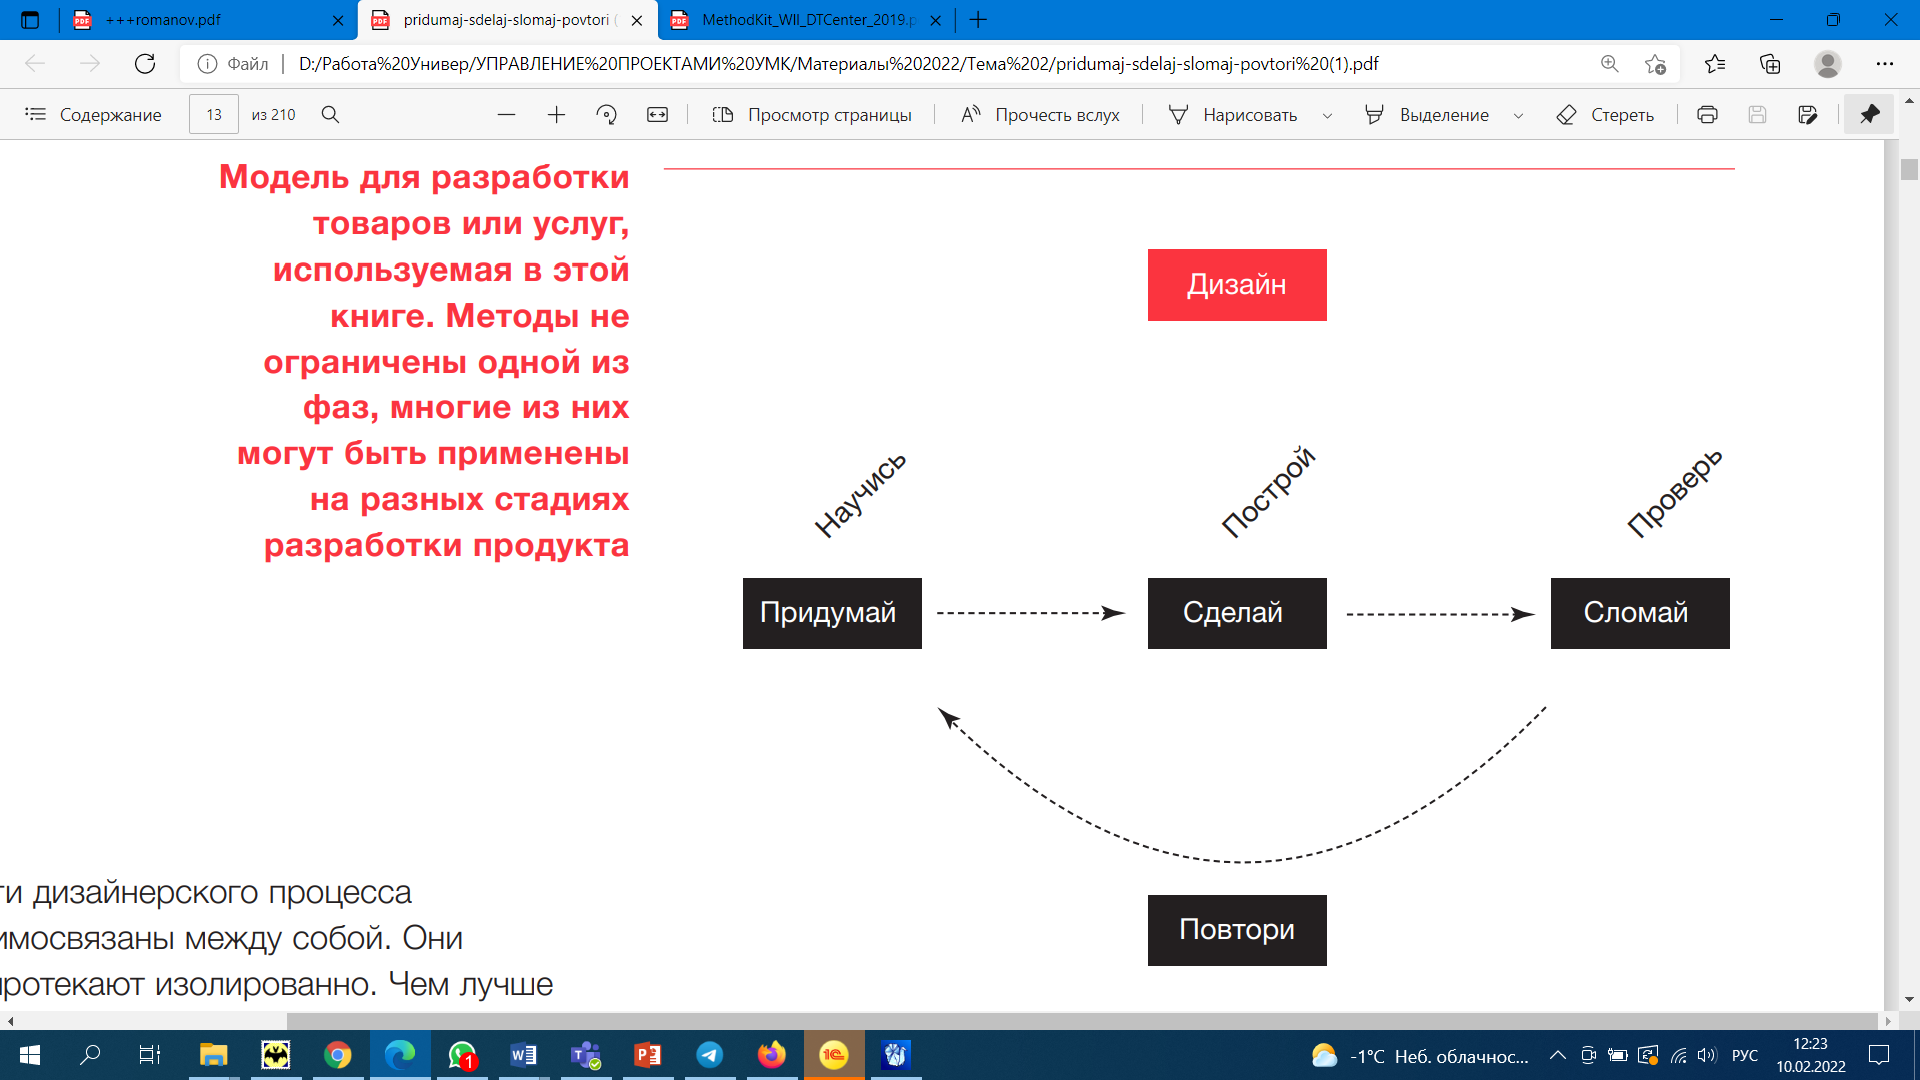 +++romanov.pdf
pridumaj-sdelaj-slomaj-povtori (
MethodKit_WII_DTCenter_2019.p
Файл
D:/Работа%20Универ/УПРАВЛЕНИЕ%20ПРОЕКТАМИ%20УМК/Материалы%202022/Тема%202/pridumaj-sdelaj-slomaj-povtori%20(1).pdf
Содержание
13
из 210
Просмотр страницы
Прочесть вслух
Нарисовать
Выделение
Стереть
Модель для разработки
товаров или услуг,
используемая в этой
книге. Методы не
ограничены одной из
фаз, многие из них
могут быть применены
на разных стадиях
разработки продукта
Дизайн
Научись
Построй
Проверь
Придумай
Сделай
Сломай
Повтори
ти дизайнерского процесса
имосвязаны между собой. Они
протекают изолированно. Чем лучше
1
-1°C Неб. облачнос...
РУС
12:23
10.02.2022